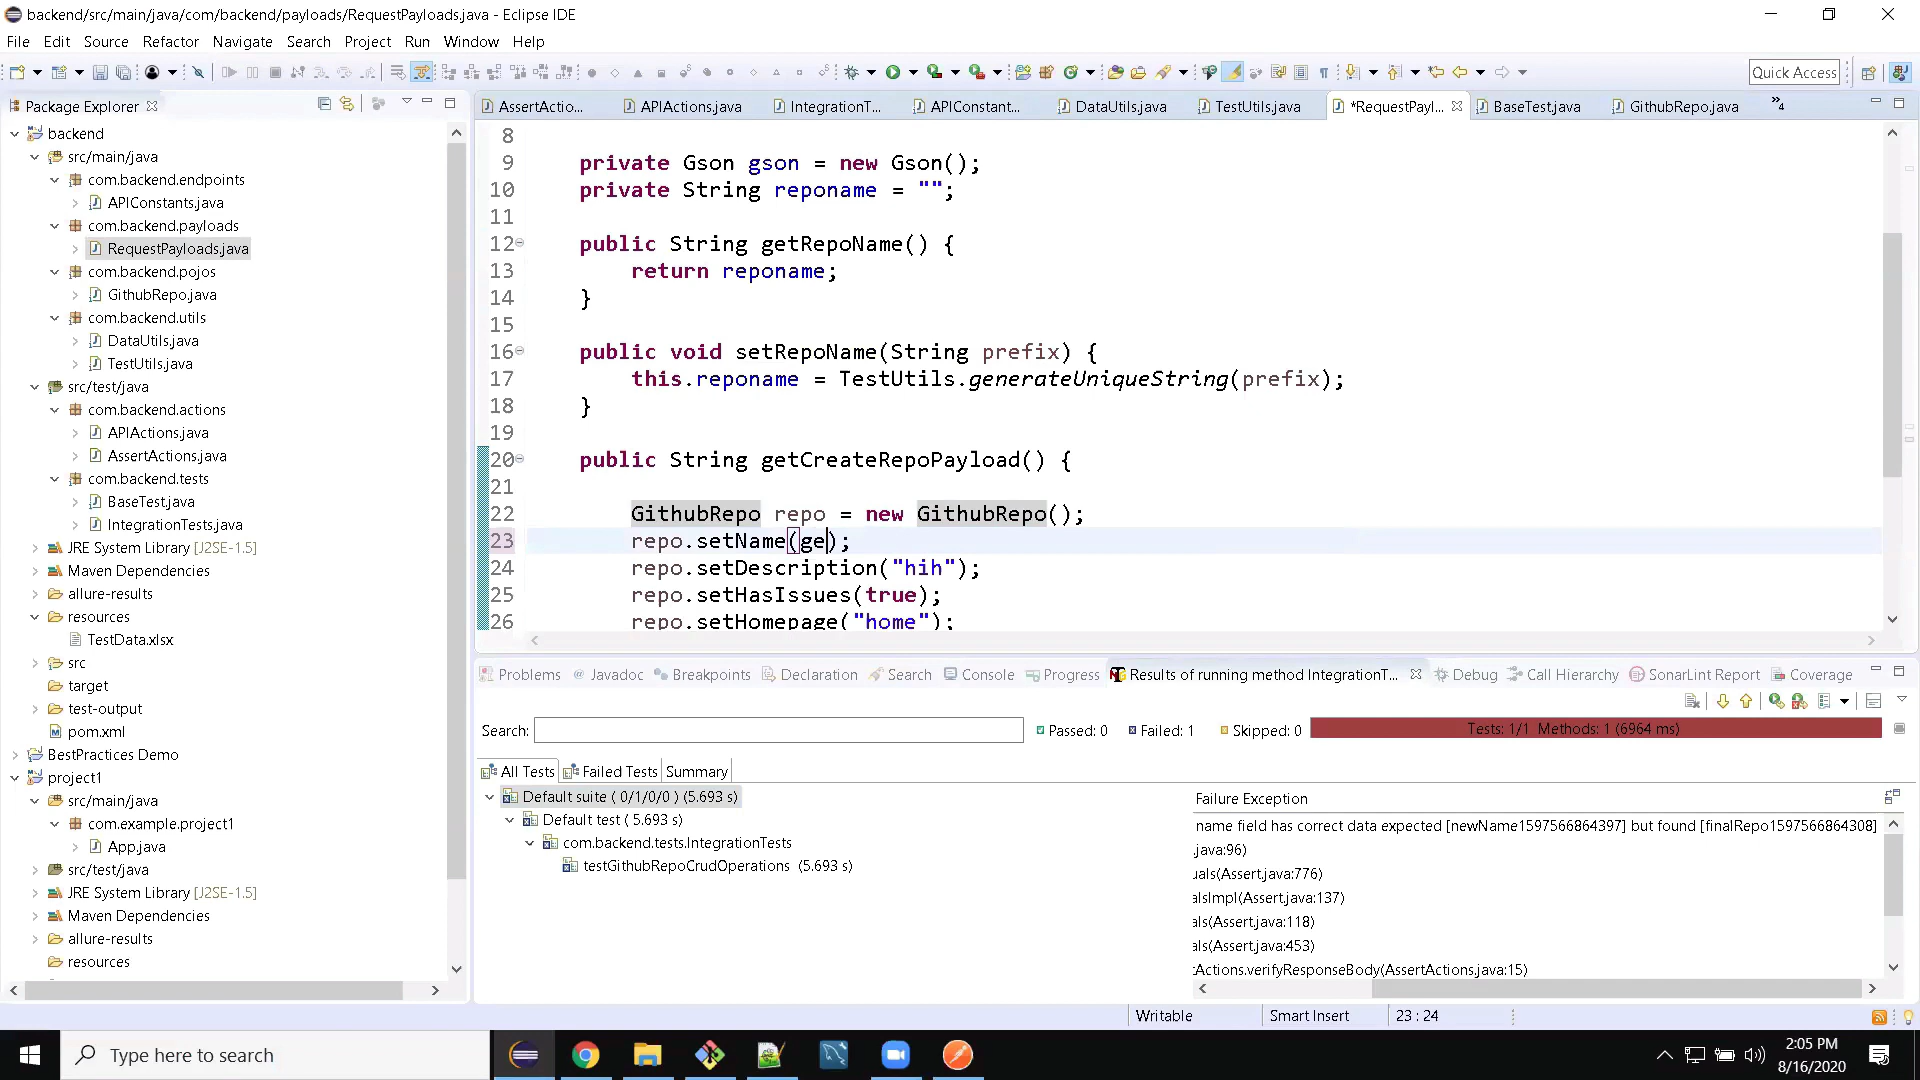 backend/src/main/java/com/backend/payloads/RequestPayloads.java - Eclipse IDE
File Edit Source Refactor Navigate Search Project Run Window Help
Quick Access
Package Explorer
backend
src/main/java
com.backend.endpoints
APIConstants.java
com.backend.payloads
RequestPayloads.java
com.backend.pojos
GithubRepo.java
com.backend.utils
DataUtils.java
TestUtils.java
src/test/java
com.backend.actions
APIActions.java
AssertActions.java
com.backend.tests
BaseTest.java
IntegrationTests.java
JRE System Library [J2SE-1.5]
Maven Dependencies
allure-results
resources
TestData.xlsx
src
target
test-output
pom.xml
BestPractices Demo
project1
src/main/java
com.example.project1
App.java
src/test/java
JRE System Library [J2SE-1.5]
Maven Dependencies
allure-results
resources
AssertActio... APIActions.java IntegrationT... APIConstant... DataUtils.java TestUtils.java *RequestPayl... BaseTest.java GithubRepo.java »4
8
9 private Gson gson = new Gson();
10 private String reponame = "";
11
12 public String getRepoName() {
13 return reponame;
14 }
15
16 public void setRepoName(String prefix) {
17 this.reponame = TestUtils.generateUniqueString(prefix);
18 }
19
20 public String getCreateRepoPayload() {
21
22 GithubRepo repo = new GithubRepo();
23 repo.setName(ge);
24 repo.setDescription("hih");
25 repo.setHasIssues(true);
26 repo.setHomepage("home");
Problems @ Javadoc Breakpoints Declaration Search Console Progress Results of running method IntegrationT... Debug Call Hierarchy SonarLint Report Coverage
Search: Passed: 0 Failed: 1 Skipped: 0 Tests: 1/1 Methods: 1 (6964 ms)
All Tests Failed Tests Summary
Default suite ( 0/1/0/0 ) (5.693 s)
Default test ( 5.693 s)
com.backend.tests.IntegrationTests
testGithubRepoCrudOperations (5.693 s)
Failure Exception
name field has correct data expected [newName1597566864397] but found [finalRepo1597566864308]
.java:96)
uals(Assert.java:776)
alsImpl(Assert.java:137)
als(Assert.java:118)
als(Assert.java:453)
Actions.verifyResponseBody(AssertActions.java:15)
Writable Smart Insert 23 : 24
Type here to search
2:05 PM
8/16/2020